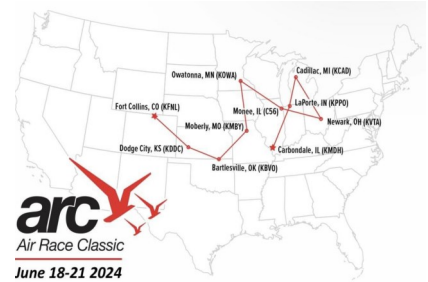 Cadillac, MI (KCAD)
Owatonna, MN (KOWA)
Fort Collins, CO (KFNL)
LaPorte, IN (KPPO)
Monee, IL (C56)
Newark, OH (KVTA)
Moberly, MO (KMBY)
Dodge City, KS (KDDC)
Carbondale, IL (KMDH)
Bartlesville, OK (KBVO)
arc
Air Race Classic
June 18-21 2024